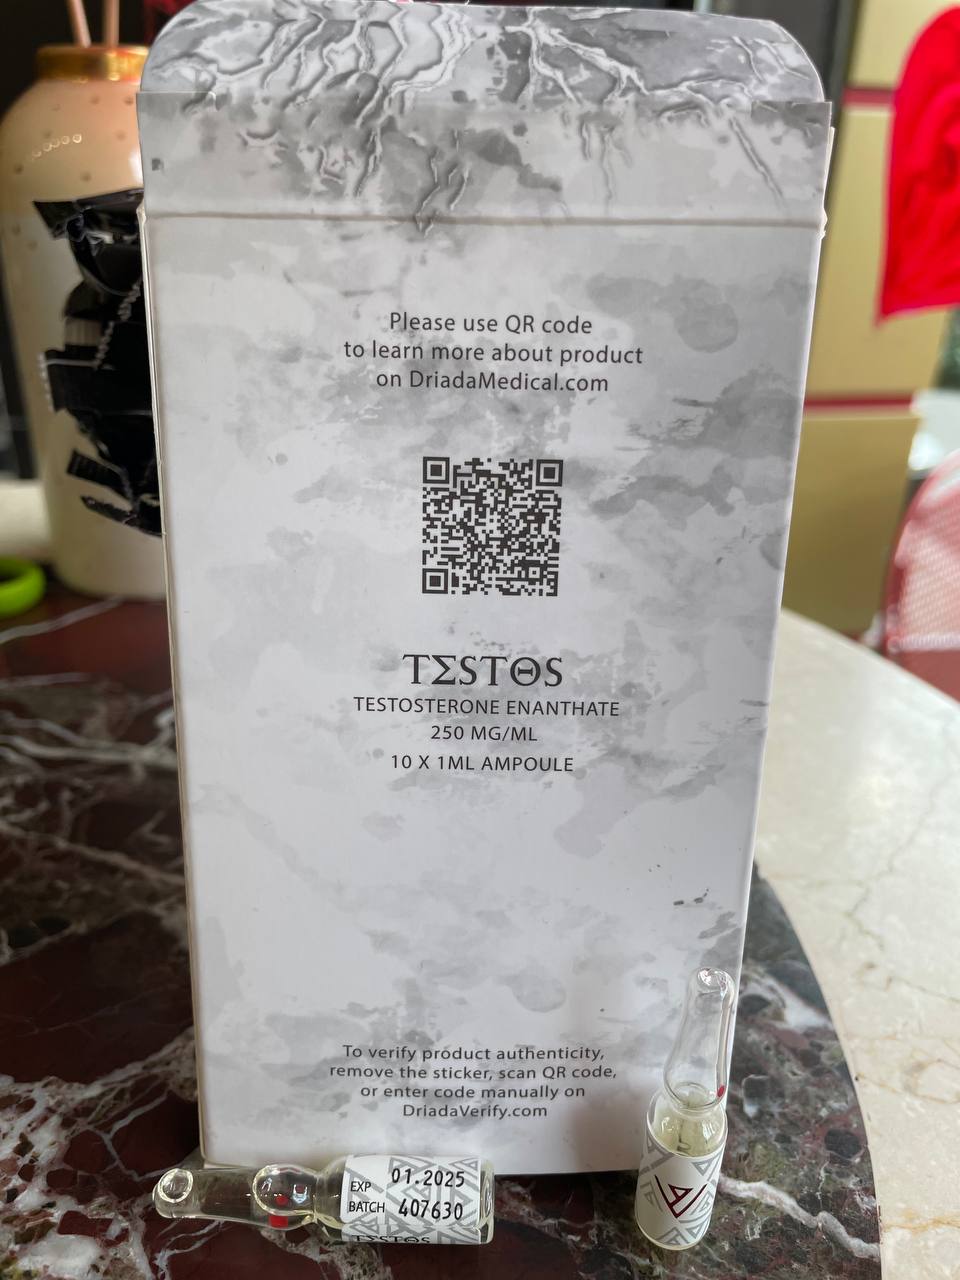 Please use QR code
to learn more about product
on DriadaMedical.com
TΣSTΘS
TESTOSTERONE ENANTHATE
250 MG/ML
10 X 1ML AMPOULE
To verify product authenticity,
remove the sticker, scan QR code,
or enter code manually on
DriadaVerify.com
EXP 01.2025
BATCH 407630
TΣSTΘS